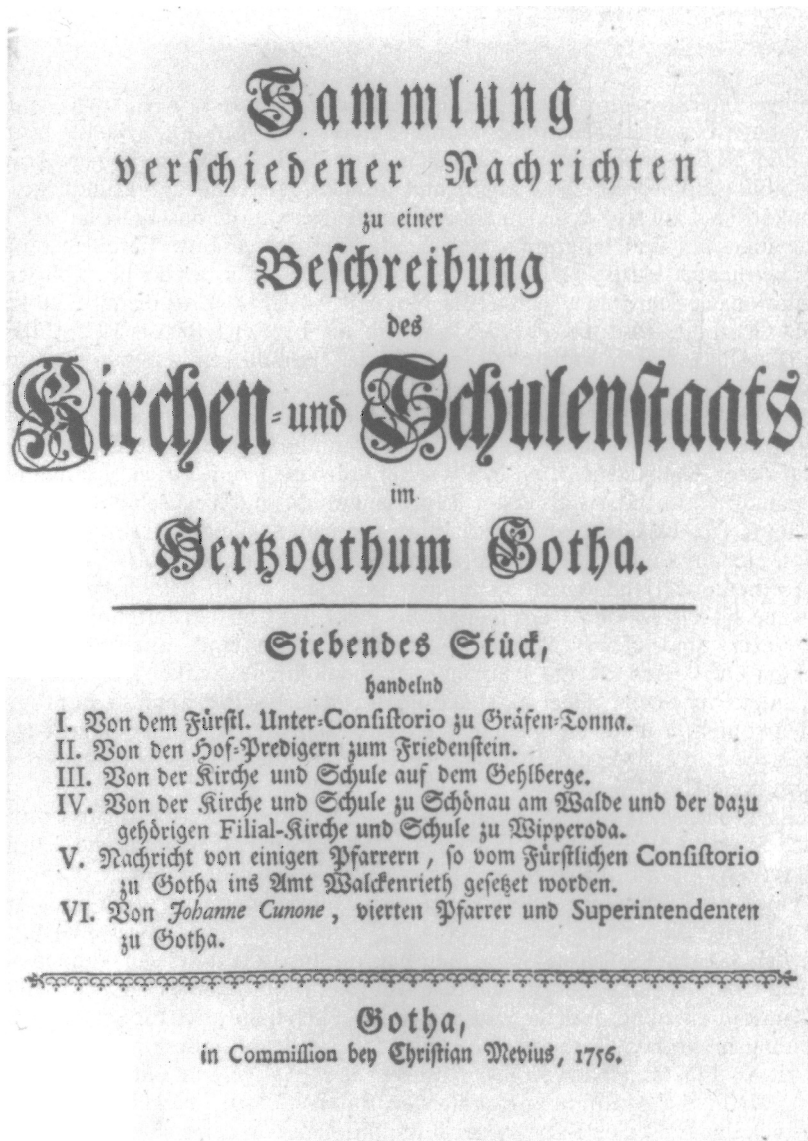 Sammlung
verschiedener Nachrichten
zu einer
Beschreibung
des
Kirchen- und Schulenstaats
im
Hertzogthum Gotha.
Siebendes Stück,
handelnd
I. Von dem Fürstl. Unter-Consistorio zu Gräfen-Tonna.
II. Von den Hof-Predigern zum Friedenstein.
III. Von der Kirche und Schule auf dem Gehlberge.
IV. Von der Kirche und Schule zu Schönau am Walde und der dazu
gehörigen Filial-Kirche und Schule zu Wipperoda.
V. Nachricht von einigen Pfarrern, so vom Fürstlichen Consistorio
zu Gotha ins Amt Walckenrieth gesetzet worden.
VI. Von Johanne Cunone, vierten Pfarrer und Superintendenten
zu Gotha.
Gotha,
in Commission bey Christian Mevius, 1756.